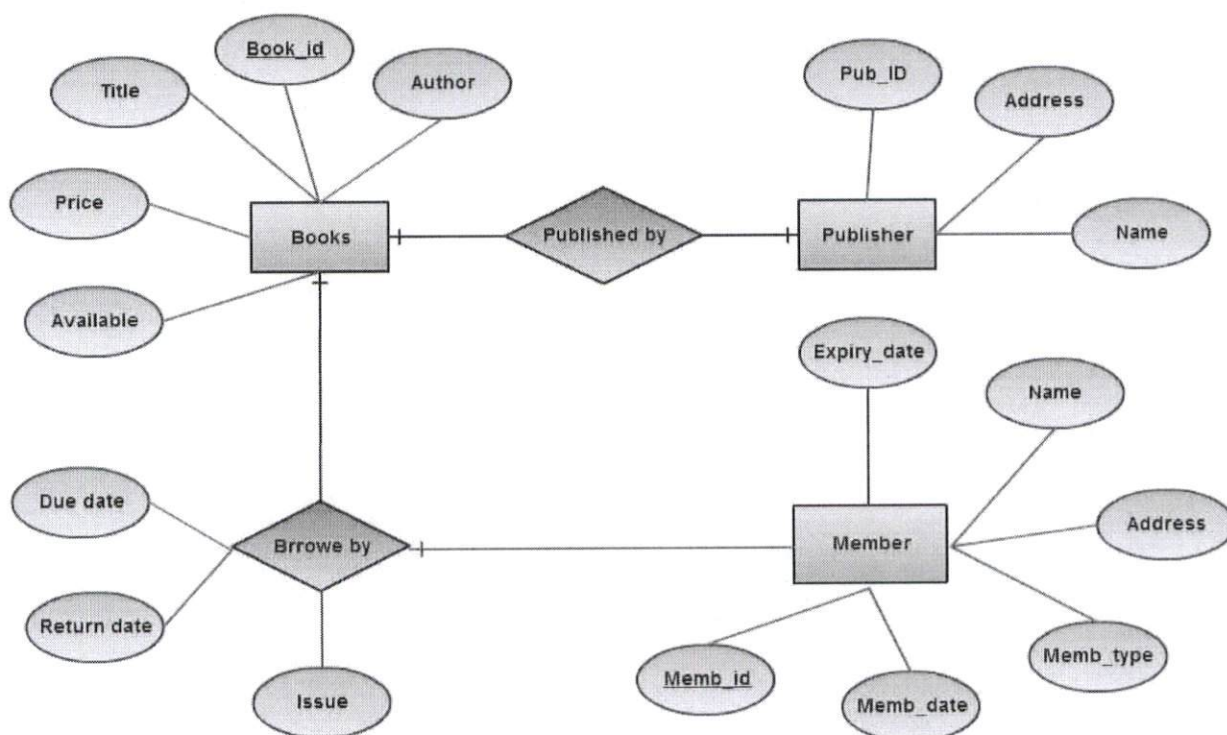 Book_id
Title
Author
Price
Books
Available
Published by
Pub_ID
Address
Publisher
Name
Expiry_date
Name
Due date
Brrowe by
Member
Address
Return date
Issue
Memb_id
Memb_date
Memb_type